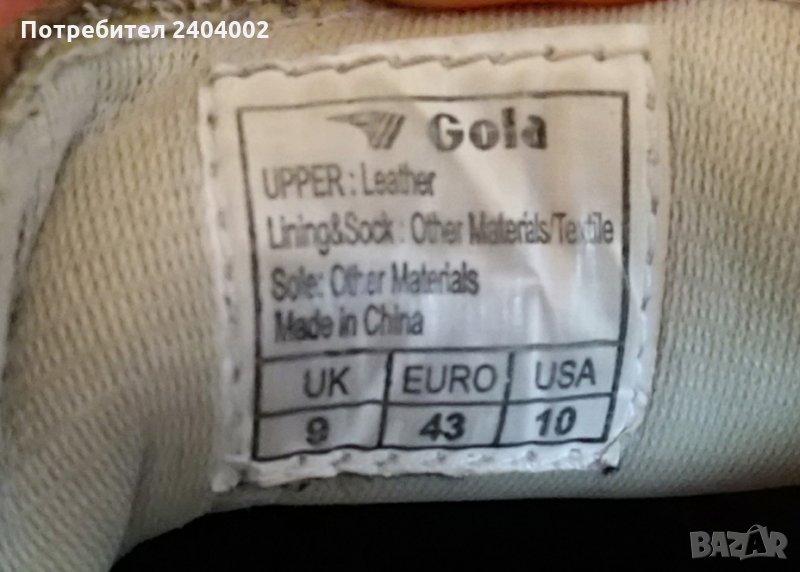 Потребител 2404002
Gola
UPPER: Leather
Lining&Sock: Other Materials/Textile
Sole: Other Materials
Made in China
UK EURO USA
9 43 10
BAZAR